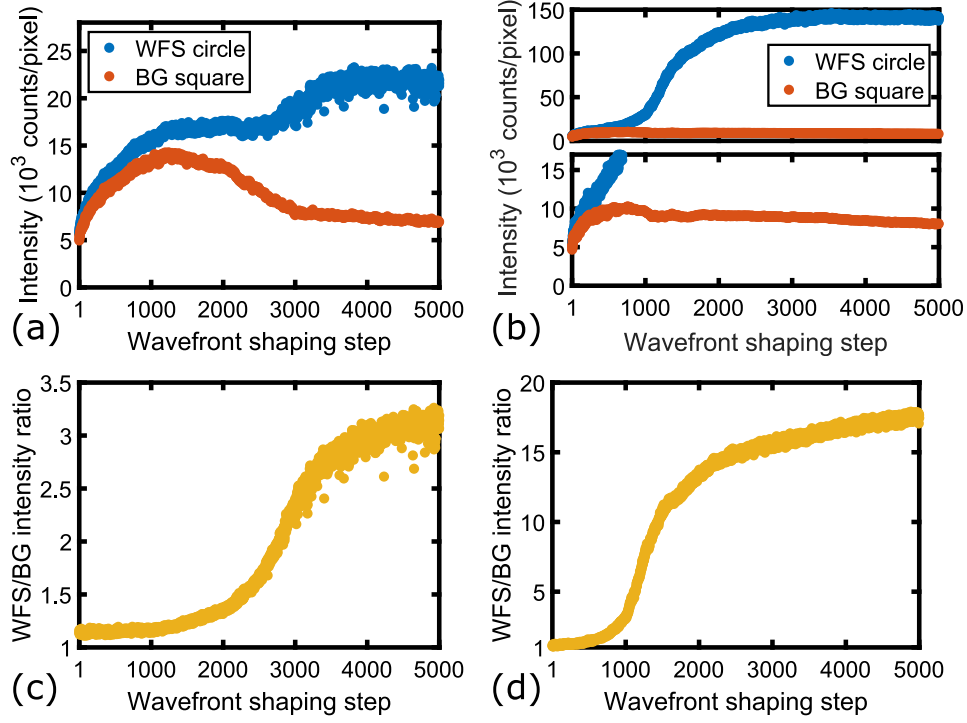 Intensity (10³ counts/pixel)
25
20
15
10
5
0
WFS circle
BG square
1 1000 2000 3000 4000 5000
(a) Wavefront shaping step
Intensity (10³ counts/pixel)
150
100
50
0
WFS circle
BG square
15
10
5
0
1 1000 2000 3000 4000 5000
(b) Wavefront shaping step
WFS/BG intensity ratio
3.5
3
2.5
2
1.5
1
1 1000 2000 3000 4000 5000
(c) Wavefront shaping step
WFS/BG intensity ratio
20
15
10
5
1
1 1000 2000 3000 4000 5000
(d) Wavefront shaping step